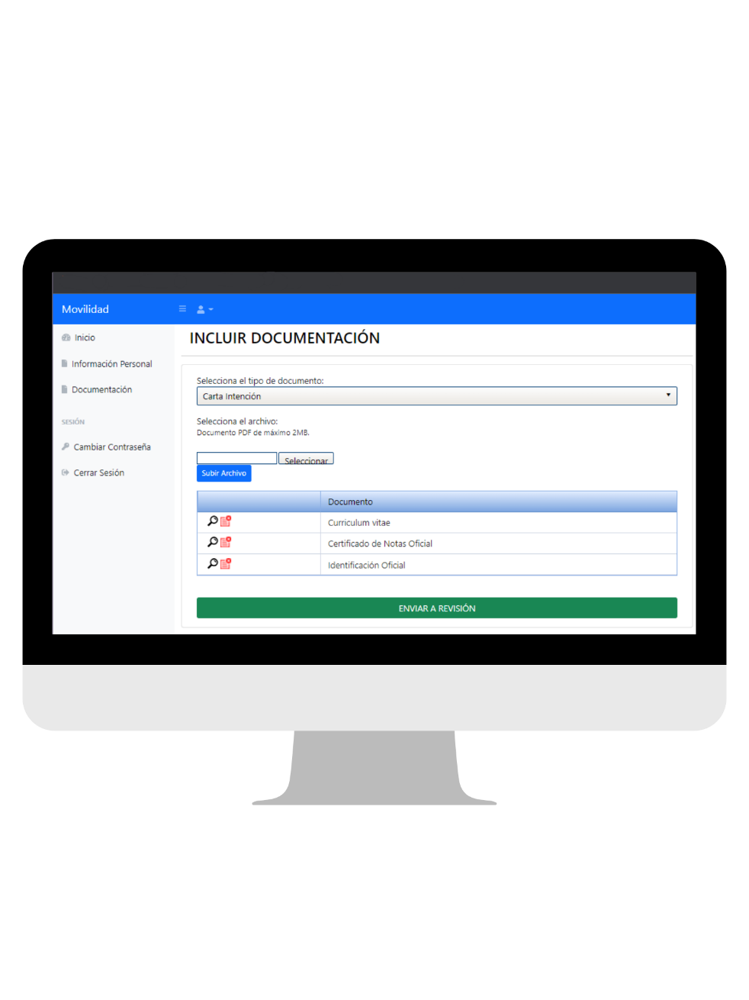 Movilidad
Inicio
Información Personal
Documentación
SESIÓN
Cambiar Contraseña
Cerrar Sesión
INCLUIR DOCUMENTACIÓN
Selecciona el tipo de documento:
Carta Intención
Selecciona el archivo:
Documento PDF de máximo 2MB.
Seleccionar
Subir Archivo
Documento
Curriculum vitae
Certificado de Notas Oficial
Identificación Oficial
ENVIAR A REVISIÓN